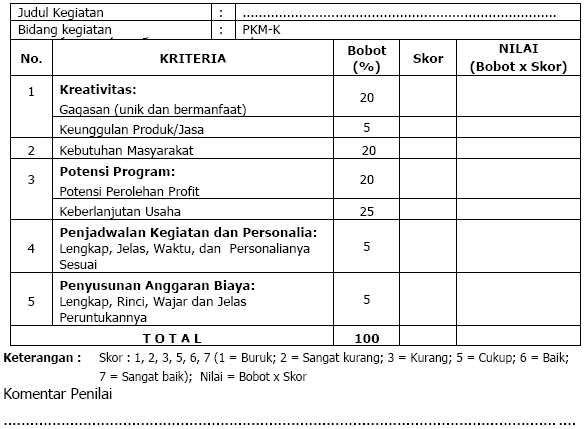 Judul Kegiatan : ................................................................................
Bidang kegiatan : PKM-K
No. KRITERIA Bobot (%) Skor NILAI (Bobot x Skor)
1 Kreativitas:
Gagasan (unik dan bermanfaat) 20
Keunggulan Produk/Jasa 5
2 Kebutuhan Masyarakat 20
3 Potensi Program:
Potensi Perolehan Profit 20
Keberlanjutan Usaha 25
4 Penjadwalan Kegiatan dan Personalia:
Lengkap, Jelas, Waktu, dan Personalianya 5
Sesuai
5 Penyusunan Anggaran Biaya:
Lengkap, Rinci, Wajar dan Jelas 5
Peruntukannya
T O T A L 100
Keterangan : Skor : 1, 2, 3, 5, 6, 7 (1 = Buruk; 2 = Sangat kurang; 3 = Kurang; 5 = Cukup; 6 = Baik;
7 = Sangat baik); Nilai = Bobot x Skor
Komentar Penilai
................................................................................................................................